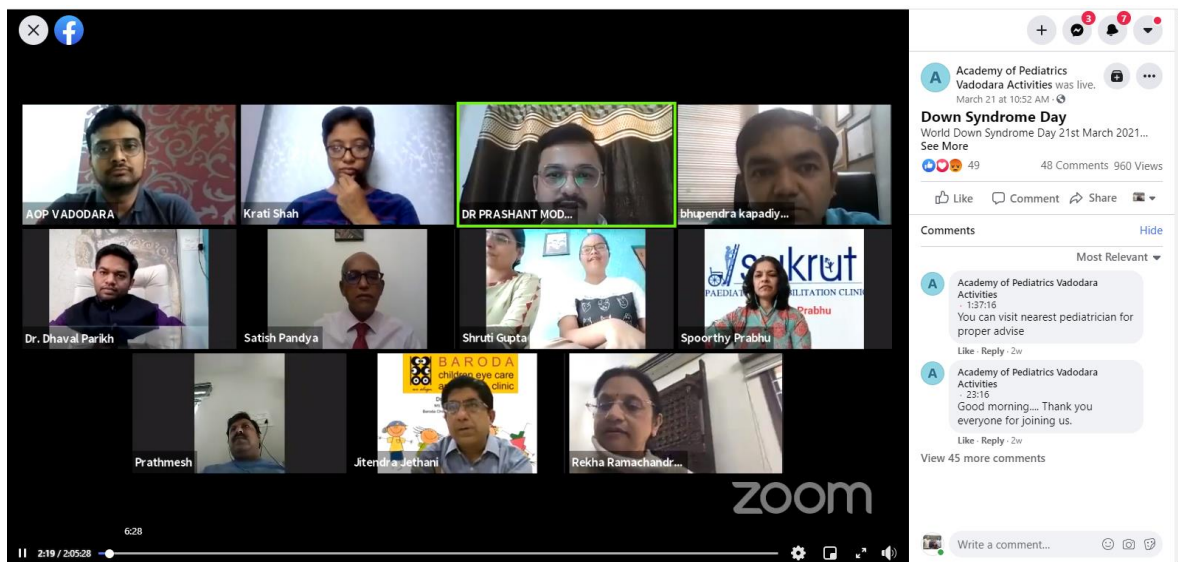 AOP VADODARA
Krati Shah
DR PRASHANT MOD...
bhupendra kapadiy...
Dr. Dhaval Parikh
Satish Pandya
Shruti Gupta
Spoorthy Prabhu
sukrut
Prabhu
Prathmesh
BARODA
children eye care
clinic
Jitendra Jethani
Rekha Ramachandr...
zoom
6:28
2:19 / 2:05:28
3
7
A
Academy of Pediatrics
Vadodara Activities was live.
March 21 at 10:52 AM ·
Down Syndrome Day
World Down Syndrome Day 21st March 2021...
See More
49
48 Comments 960 Views
Like Comment Share
Comments Hide
Most Relevant
A
Academy of Pediatrics Vadodara
Activities
· 1:37:16
You can visit nearest pediatrician for
proper advise
Like · Reply · 2w
A
Academy of Pediatrics Vadodara
Activities
· 23:16
Good morning.... Thank you
everyone for joining us.
Like · Reply · 2w
View 45 more comments
Write a comment...